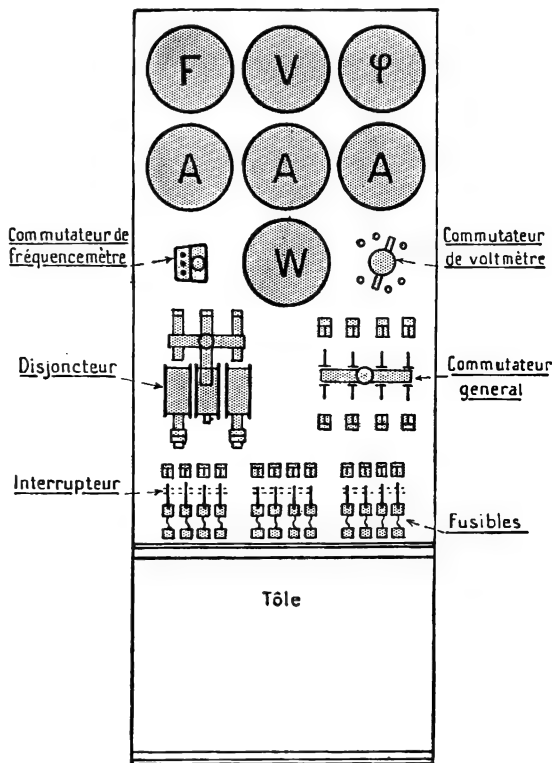 F V φ
A A A
Commutateur de
fréquencemètre
W
Commutateur
de voltmètre
Disjoncteur
Commutateur
general
Interrupteur
Fusibles
Tôle